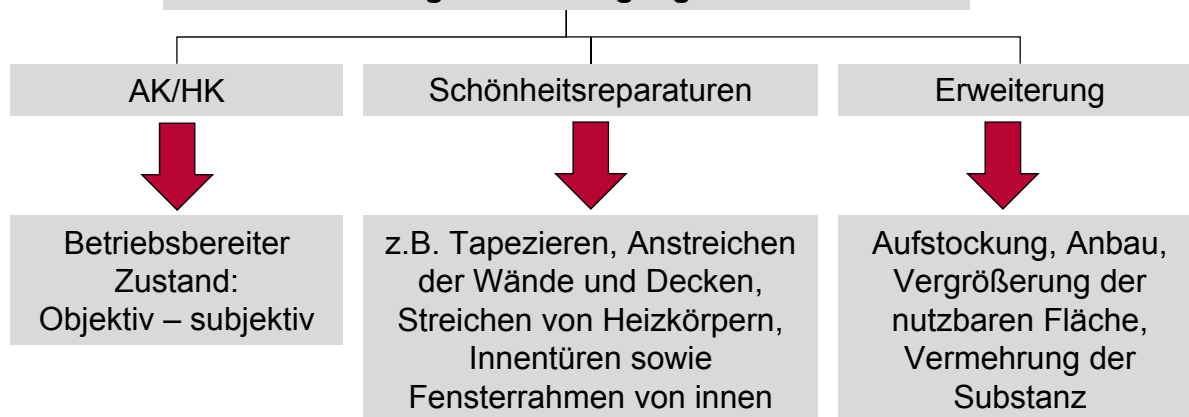 AK/HK
Schönheitsreparaturen
Erweiterung
Betriebsbereiter
Zustand:
Objektiv – subjektiv
z.B. Tapezieren, Anstreichen
der Wände und Decken,
Streichen von Heizkörpern,
Innentüren sowie
Fensterrahmen von innen
Aufstockung, Anbau,
Vergrößerung der
nutzbaren Fläche,
Vermehrung der
Substanz